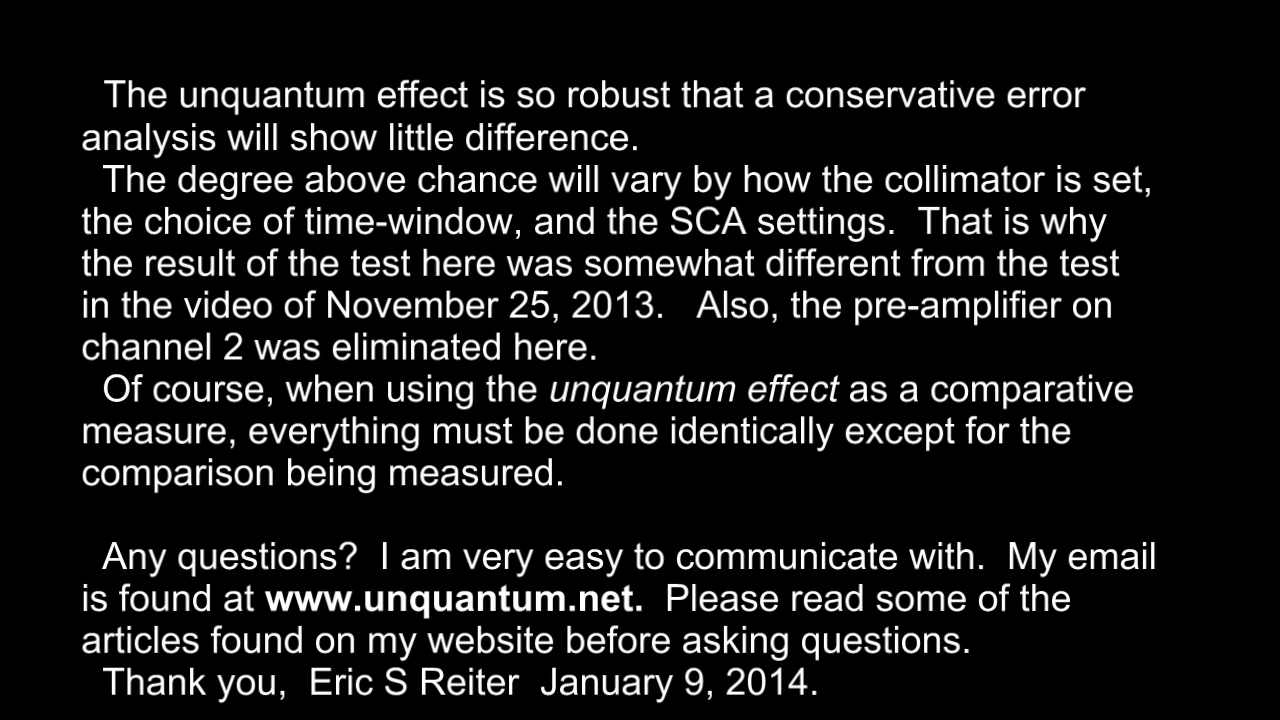 The unquantum effect is so robust that a conservative error
analysis will show little difference.
The degree above chance will vary by how the collimator is set,
the choice of time-window, and the SCA settings.  That is why
the result of the test here was somewhat different from the test
in the video of November 25, 2013.   Also, the pre-amplifier on
channel 2 was eliminated here.
Of course, when using the unquantum effect as a comparative
measure, everything must be done identically except for the
comparison being measured.
Any questions?  I am very easy to communicate with.  My email
is found at www.unquantum.net.  Please read some of the
articles found on my website before asking questions.
Thank you,  Eric S Reiter  January 9, 2014.